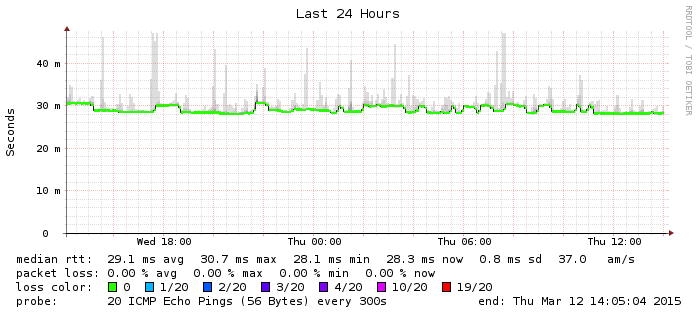 Last 24 Hours
RRDTOOL / TOBI OETIKER
Seconds
40 m
30 m
20 m
10 m
0
Wed 18:00 Thu 00:00 Thu 06:00 Thu 12:00
median rtt: 29.1 ms avg 30.7 ms max 28.1 ms min 28.3 ms now 0.8 ms sd 37.0 am/s
packet loss: 0.00 % avg 0.00 % max 0.00 % min 0.00 % now
loss color: 0 1/20 2/20 3/20 4/20 10/20 19/20
probe: 20 ICMP Echo Pings (56 Bytes) every 300s end: Thu Mar 12 14:05:04 2015